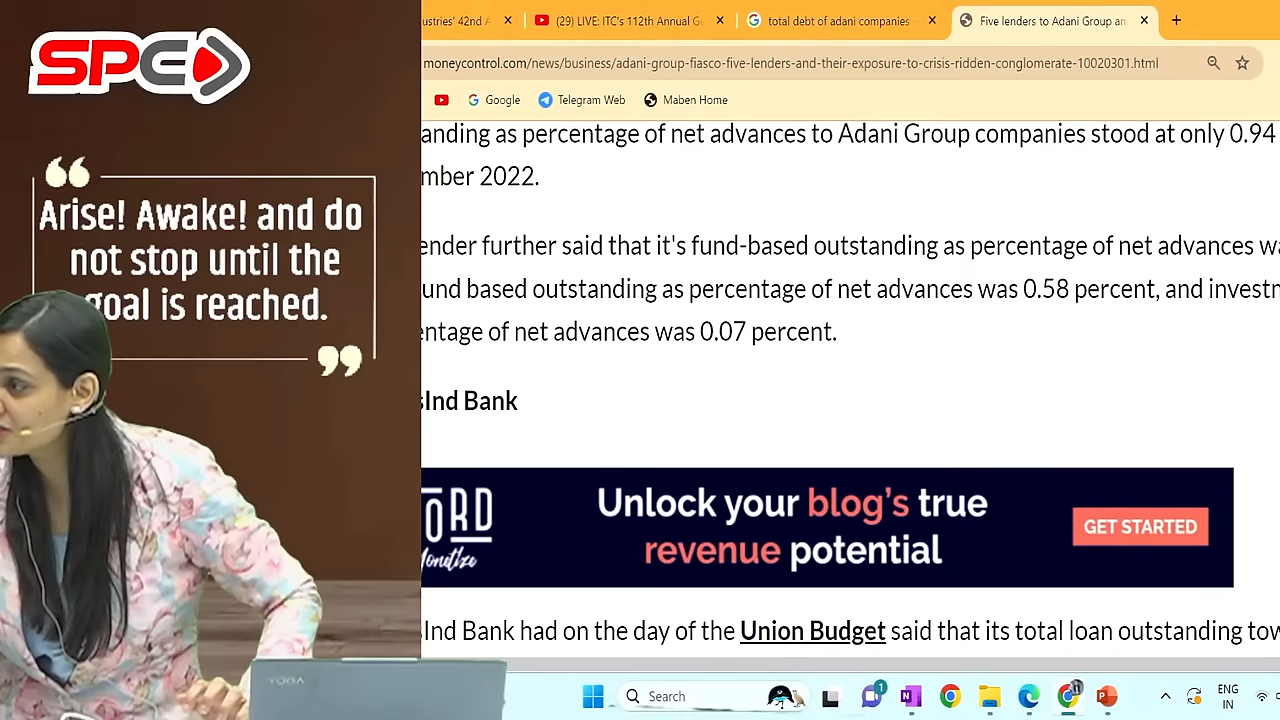 SPC
“
Arise! Awake! and do
not stop until the
goal is reached.
”
YOGA
ustries’ 42nd A
(29) LIVE: ITC's 112th Annual G
total debt of adani companies
Five lenders to Adani Group an
moneycontrol.com/news/business/adani-group-fiasco-five-lenders-and-their-exposure-to-crisis-ridden-conglomerate-10020301.html
Google
Telegram Web
Maben Home
anding as percentage of net advances to Adani Group companies stood at only 0.94
mber 2022.
ender further said that it's fund-based outstanding as percentage of net advances wa
und based outstanding as percentage of net advances was 0.58 percent, and investm
entage of net advances was 0.07 percent.
sInd Bank
ORD
Monetize
Unlock your blog’s true
revenue potential
GET STARTED
sInd Bank had on the day of the Union Budget said that its total loan outstanding tow
Search
1
11
ENG
IN